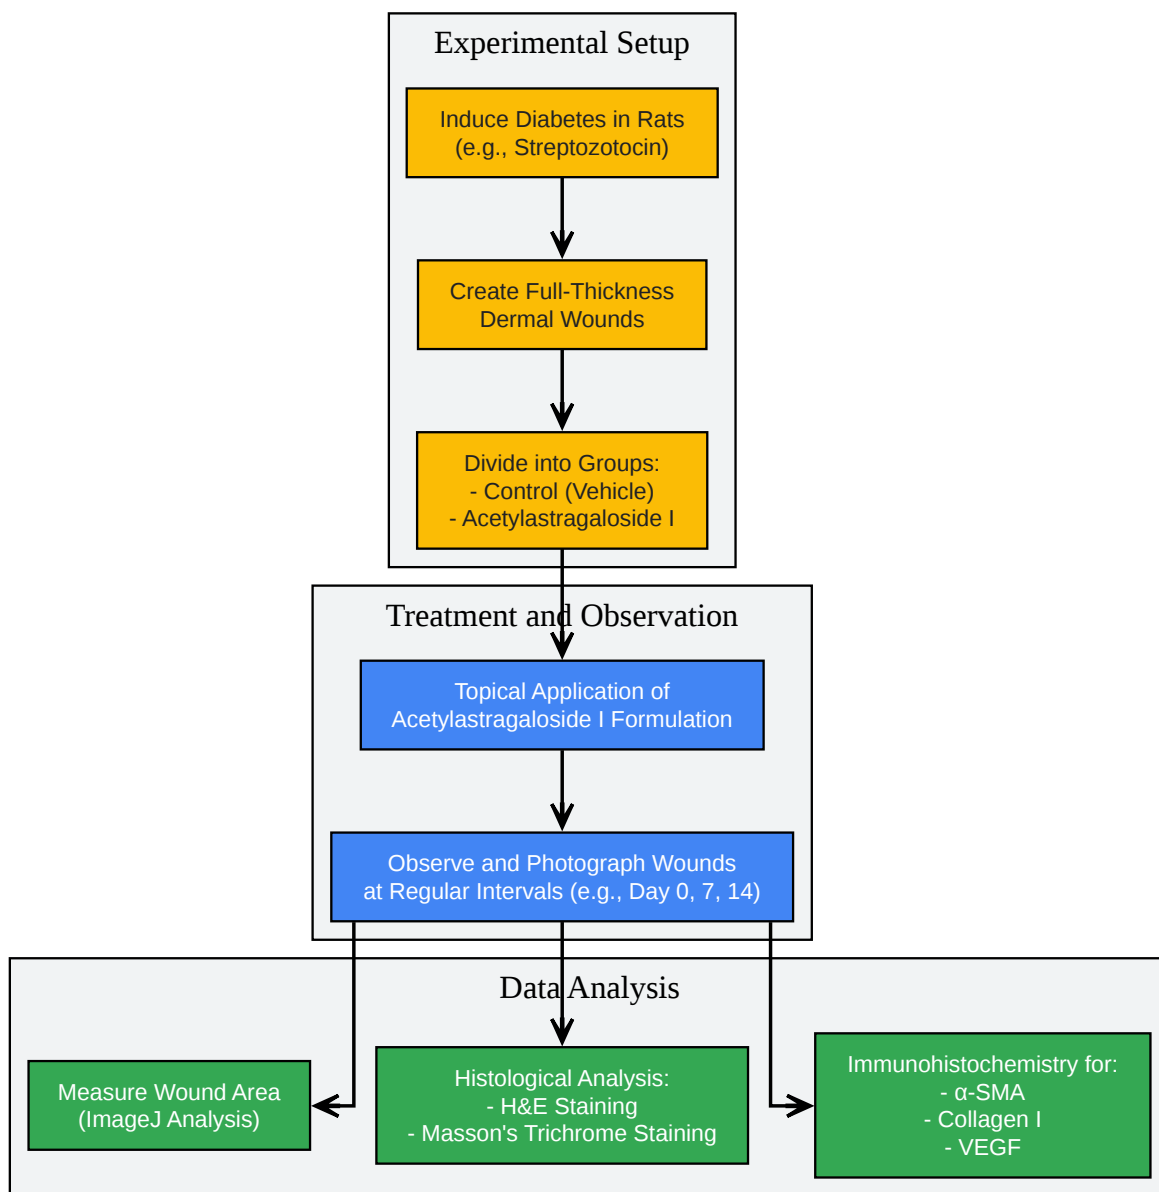 Experimental Setup
Induce Diabetes in Rats
(e.g., Streptozotocin)
Create Full-Thickness
Dermal Wounds
Divide into Groups:
- Control (Vehicle)
- Acetylastragaloside I
Treatment and Observation
Topical Application of
Acetylastragaloside I Formulation
Observe and Photograph Wounds
at Regular Intervals (e.g., Day 0, 7, 14)
Data Analysis
Measure Wound Area
(ImageJ Analysis)
Histological Analysis:
- H&E Staining
- Masson's Trichrome Staining
Immunohistochemistry for:
- α-SMA
- Collagen I
- VEGF